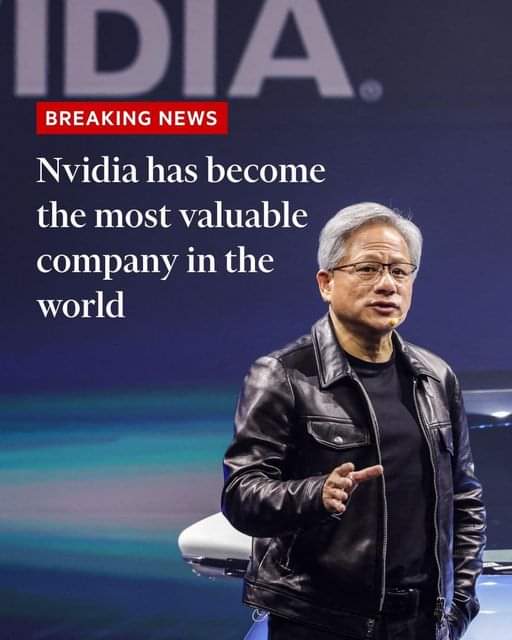 IDIA
BREAKING NEWS
Nvidia has become
the most valuable
company in the
world